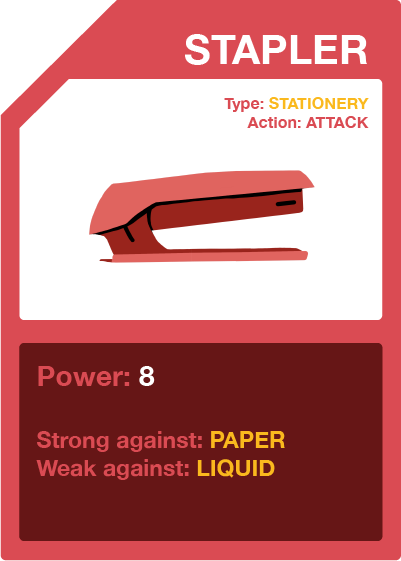 STAPLER
Type: STATIONERY
Action: ATTACK
Power: 8
Strong against: PAPER
Weak against: LIQUID